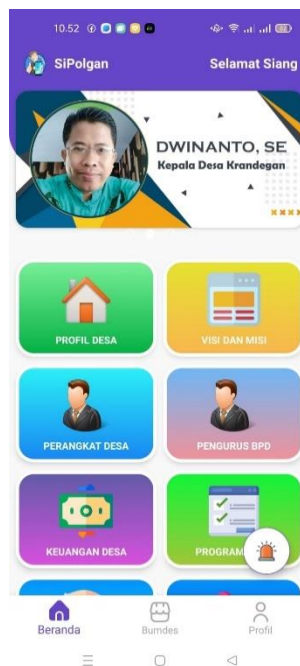 10.52
SiPolgan
Selamat Siang
DWINANTO, SE
Kepala Desa Krandegan
PROFIL DESA
VISI DAN MISI
PERANGKAT DESA
PENGURUS BPD
KEUANGAN DESA
PROGRAM
Beranda
Bumdes
Profil